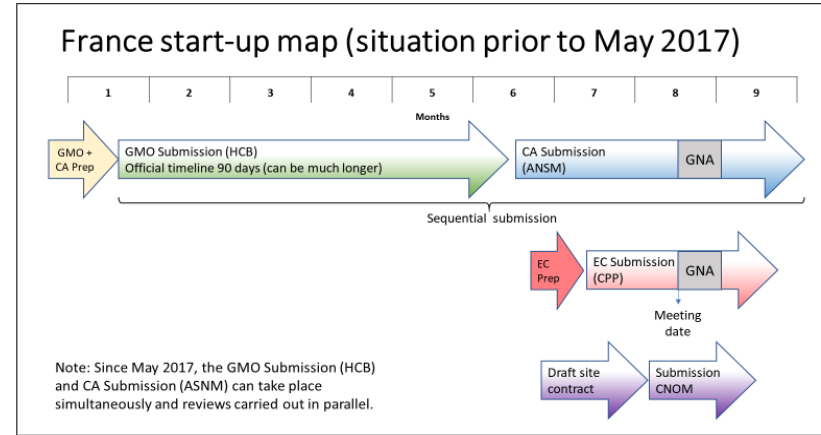 France start-up map (situation prior to May 2017)
1 2 3 4 5 6 7 8 9
Months
GMO +
CA Prep
GMO Submission (HCB)
Official timeline 90 days (can be much longer)
CA Submission
(ANSM)
GNA
Sequential submission
EC
Prep
EC Submission
(CPP)
GNA
Meeting
date
Draft site
contract
Submission
CNOM
Note: Since May 2017, the GMO Submission (HCB)
and CA Submission (ASNM) can take place
simultaneously and reviews carried out in parallel.